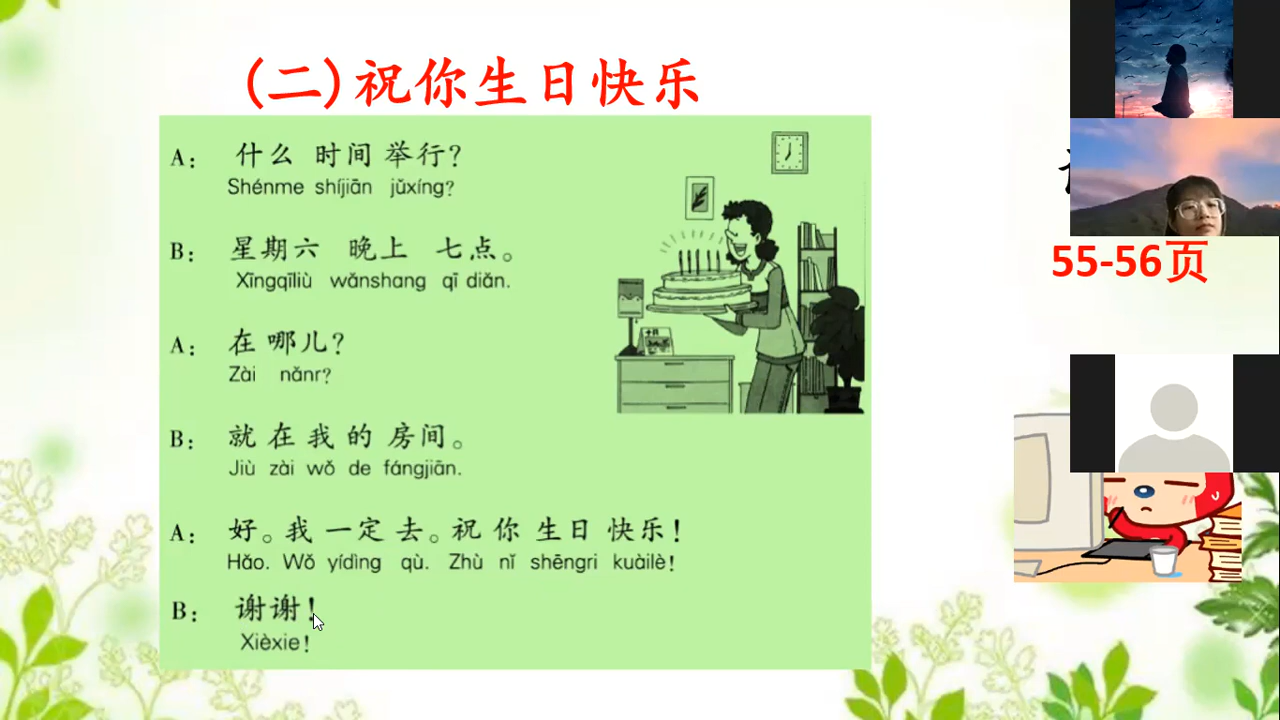 (二)祝你生日快乐
A： 什么 时间 举行？
Shénme shíjiān jǔxíng?
B： 星期六 晚上 七点。
Xīngqīliù wǎnshang qī diǎn.
A： 在 哪儿？
Zài nǎnr?
B： 就 在 我 的 房间。
Jiù zài wǒ de fángjiān.
A： 好。我 一定 去。祝 你 生日 快乐！
Hǎo. Wǒ yídìng qù. Zhù nǐ shēngri kuàilè!
B： 谢谢！
Xièxie!
55-56页